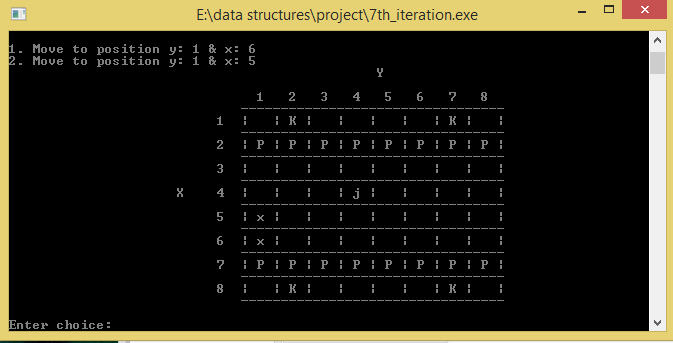 E:\data structures\project\7th_iteration.exe
1. Move to position y: 1 & x: 6
2. Move to position y: 1 & x: 5
Y
1 2 3 4 5 6 7 8
1 ¦ ¦ K ¦ ¦ ¦ ¦ ¦ K ¦ ¦
2 ¦ P ¦ P ¦ P ¦ P ¦ P ¦ P ¦ P ¦ P ¦
3 ¦ ¦ ¦ ¦ ¦ ¦ ¦ ¦ ¦
X 4 ¦ ¦ ¦ ¦ j ¦ ¦ ¦ ¦ ¦
5 ¦ x ¦ ¦ ¦ ¦ ¦ ¦ ¦ ¦
6 ¦ x ¦ ¦ ¦ ¦ ¦ ¦ ¦ ¦
7 ¦ P ¦ P ¦ P ¦ P ¦ P ¦ P ¦ P ¦ P ¦
8 ¦ ¦ K ¦ ¦ ¦ ¦ ¦ K ¦ ¦
Enter choice: